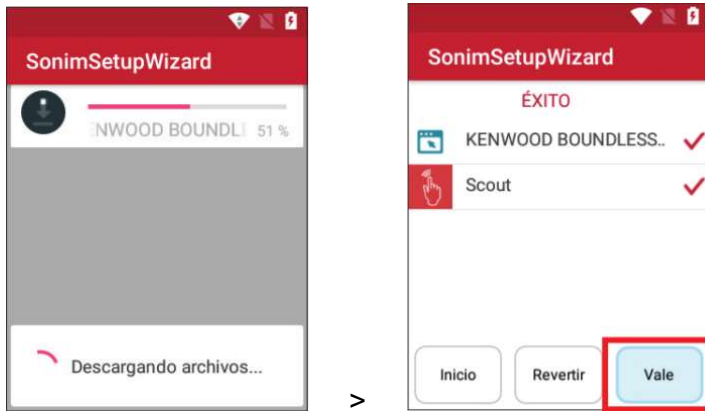 SonimSetupWizard
NWOOD BOUNDL 51 %
Descargando archivos...
>
SonimSetupWizard
ÉXITO
KENWOOD BOUNDLESS..
Scout
Inicio Revertir Vale